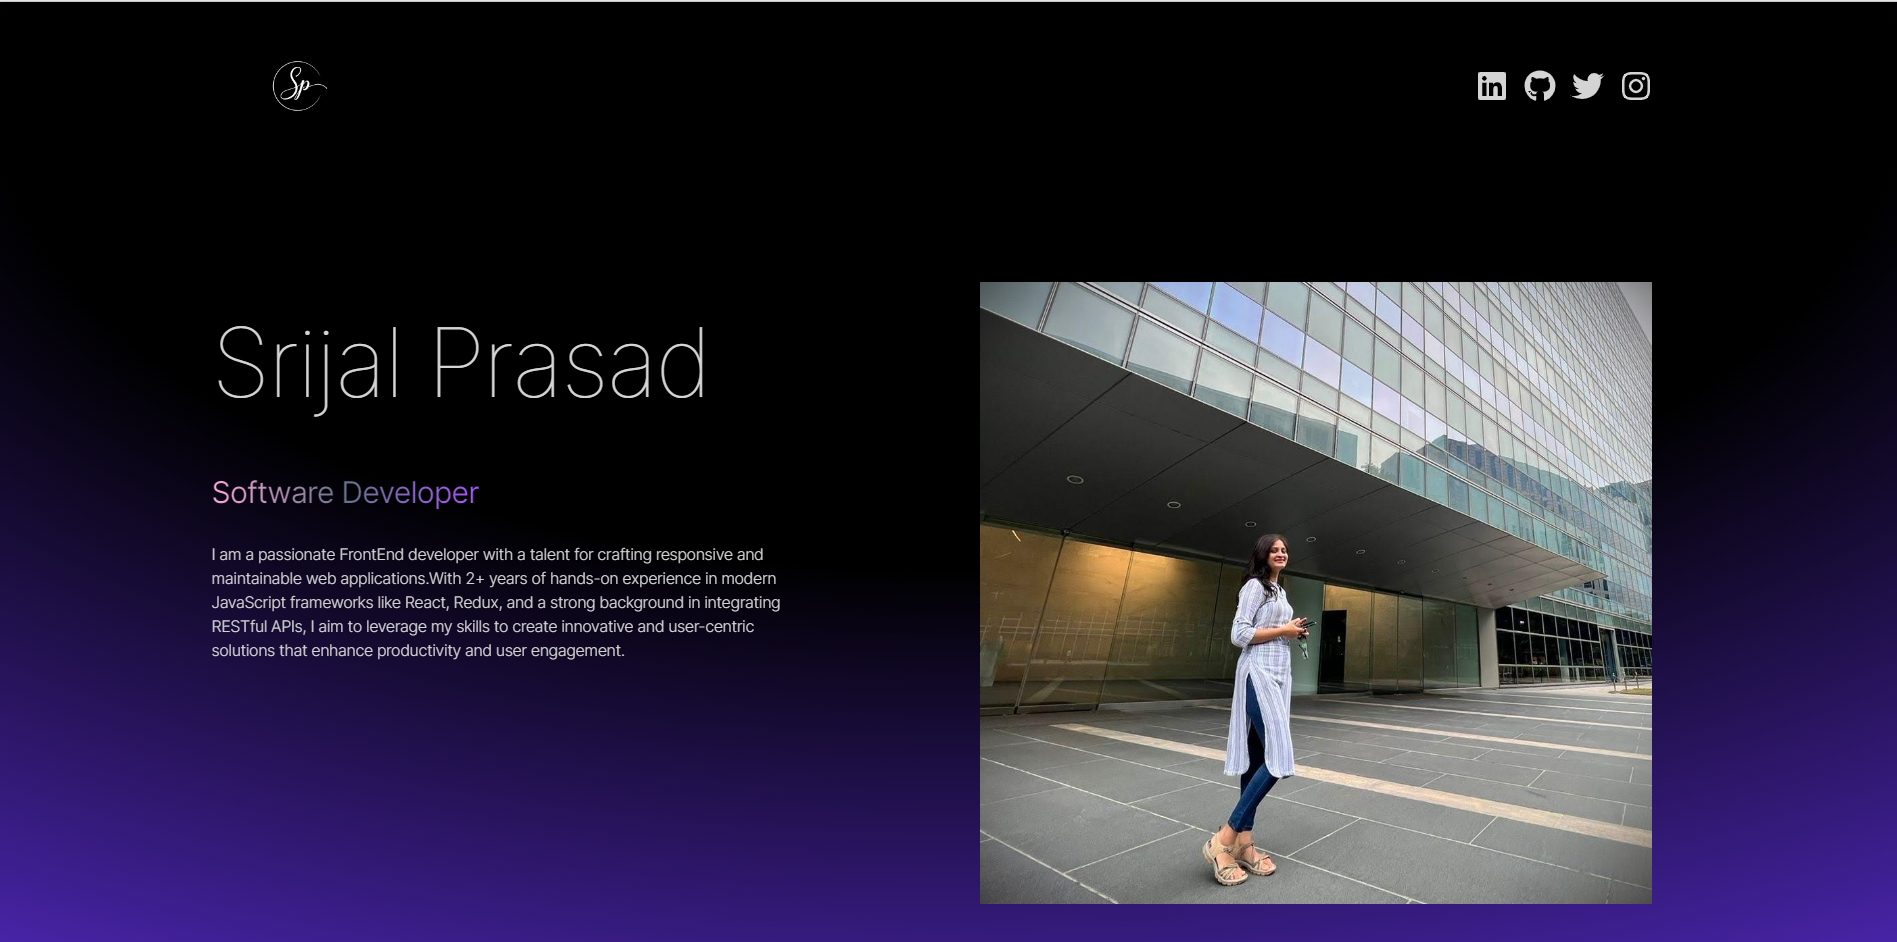 Sp
in
Srijal Prasad
Software Developer
I am a passionate FrontEnd developer with a talent for crafting responsive and
maintainable web applications.With 2+ years of hands-on experience in modern
JavaScript frameworks like React, Redux, and a strong background in integrating
RESTful APIs, I aim to leverage my skills to create innovative and user-centric
solutions that enhance productivity and user engagement.